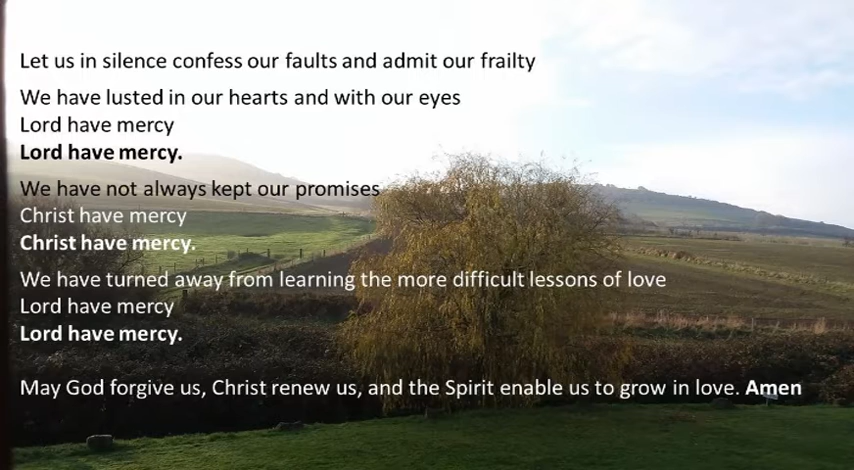 Let us in silence confess our faults and admit our frailty
We have lusted in our hearts and with our eyes
Lord have mercy
Lord have mercy.
We have not always kept our promises
Christ have mercy
Christ have mercy.
We have turned away from learning the more difficult lessons of love
Lord have mercy
Lord have mercy.
May God forgive us, Christ renew us, and the Spirit enable us to grow in love. Amen